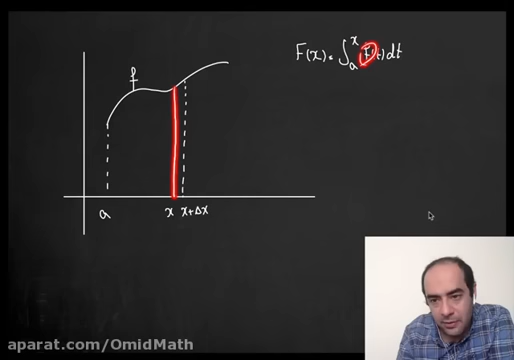 F(x) = ∫ₐˣ F(t) dt
f
a x x+Δx
aparat.com/OmidMath